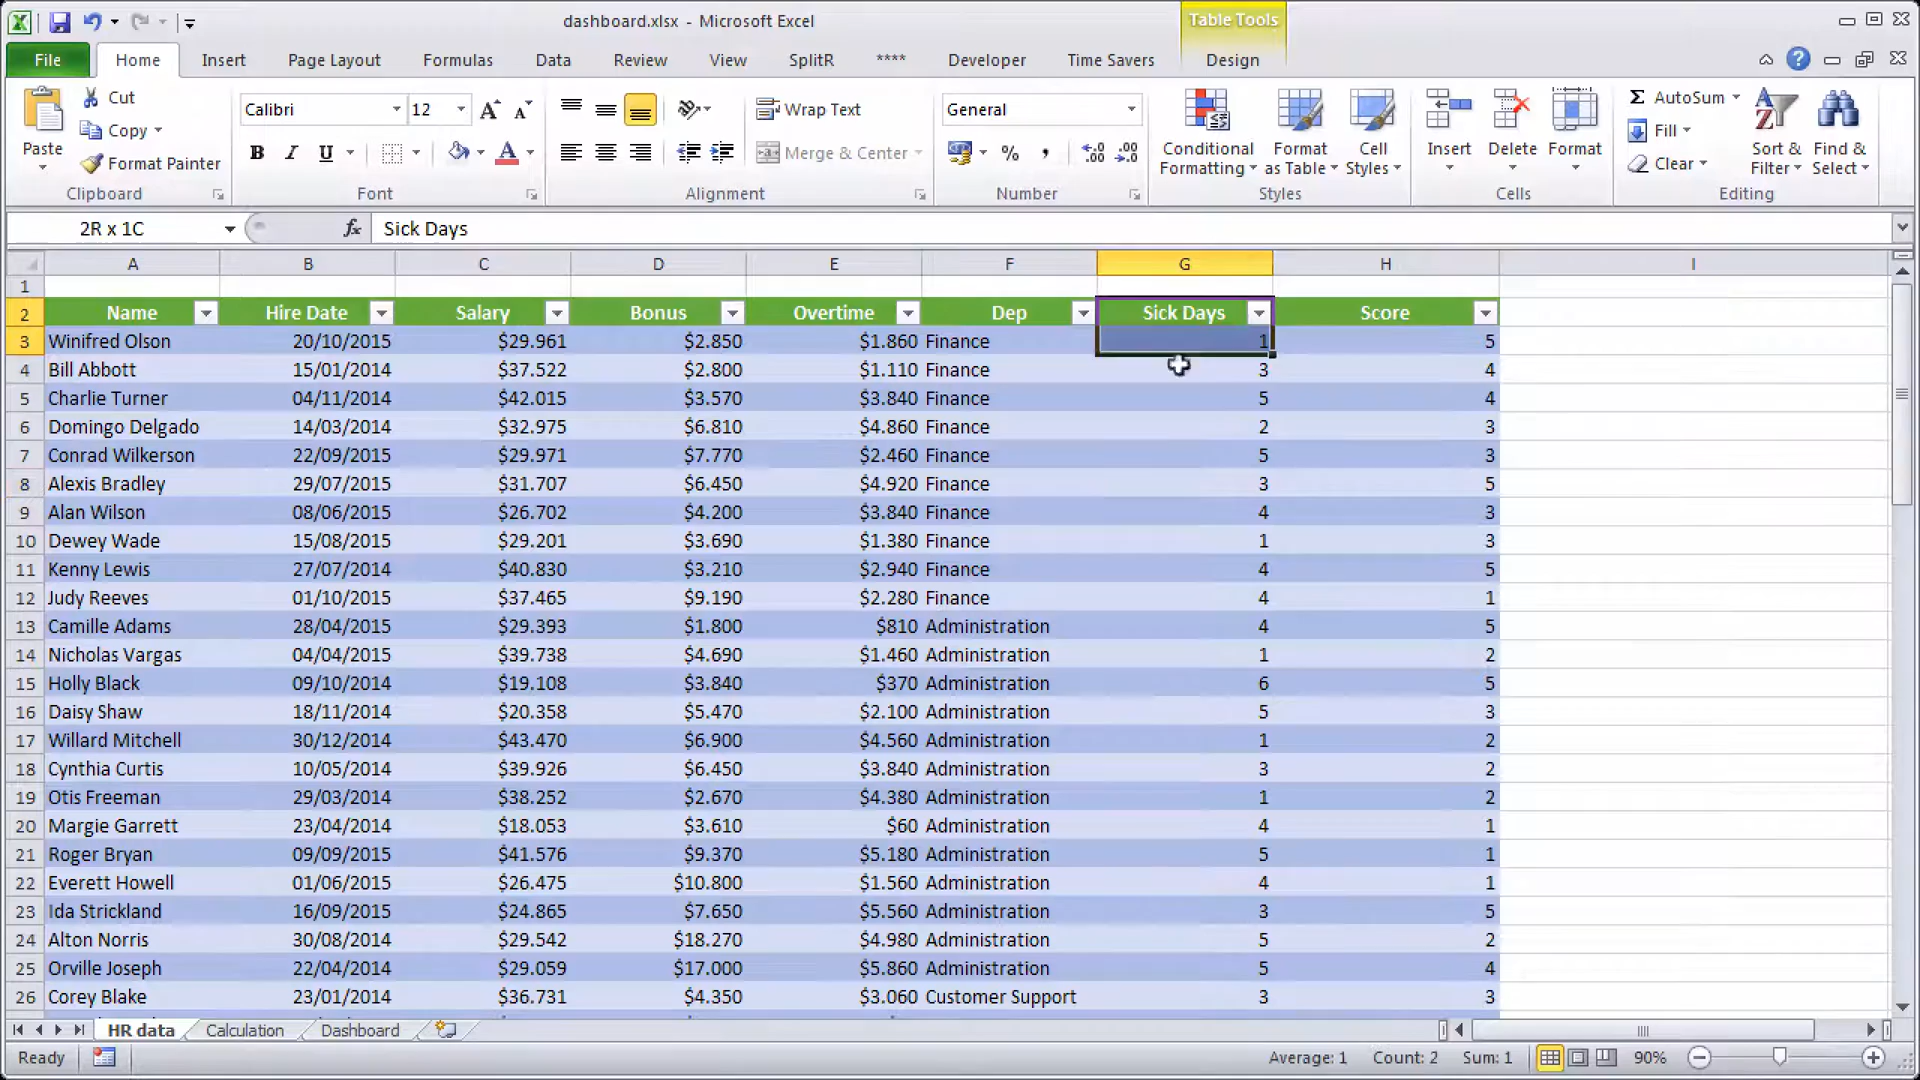 dashboard.xlsx - Microsoft Excel
Table Tools
File Home Insert Page Layout Formulas Data Review View SplitR **** Developer Time Savers Design
Paste
Cut
Copy
Format Painter
Clipboard
Calibri 12
B I U A
Font
Wrap Text
Merge & Center
Alignment
General
%
Number
Conditional Formatting
Format as Table
Cell Styles
Styles
Insert Delete Format
Cells
Σ AutoSum
Fill
Clear
Sort & Filter
Find & Select
Editing
2R x 1C fx Sick Days
A B C D E F G H I
1
2 Name Hire Date Salary Bonus Overtime Dep Sick Days Score
3 Winifred Olson 20/10/2015 $29.961 $2.850 $1.860 Finance 1 5
4 Bill Abbott 15/01/2014 $37.522 $2.800 $1.110 Finance 3 4
5 Charlie Turner 04/11/2014 $42.015 $3.570 $3.840 Finance 5 4
6 Domingo Delgado 14/03/2014 $32.975 $6.810 $4.860 Finance 2 3
7 Conrad Wilkerson 22/09/2015 $29.971 $7.770 $2.460 Finance 5 3
8 Alexis Bradley 29/07/2015 $31.707 $6.450 $4.920 Finance 3 5
9 Alan Wilson 08/06/2015 $26.702 $4.200 $3.840 Finance 4 3
10 Dewey Wade 15/08/2015 $29.201 $3.690 $1.380 Finance 1 3
11 Kenny Lewis 27/07/2014 $40.830 $3.210 $2.940 Finance 4 5
12 Judy Reeves 01/10/2015 $37.465 $9.190 $2.280 Finance 4 1
13 Camille Adams 28/04/2015 $29.393 $1.800 $810 Administration 4 5
14 Nicholas Vargas 04/04/2015 $39.738 $4.690 $1.460 Administration 1 2
15 Holly Black 09/10/2014 $19.108 $3.840 $370 Administration 6 5
16 Daisy Shaw 18/11/2014 $20.358 $5.470 $2.100 Administration 5 3
17 Willard Mitchell 30/12/2014 $43.470 $6.900 $4.560 Administration 1 2
18 Cynthia Curtis 10/05/2014 $39.926 $6.450 $3.840 Administration 3 2
19 Otis Freeman 29/03/2014 $38.252 $2.670 $4.380 Administration 1 2
20 Margie Garrett 23/04/2014 $18.053 $3.610 $60 Administration 4 1
21 Roger Bryan 09/09/2015 $41.576 $9.370 $5.180 Administration 5 1
22 Everett Howell 01/06/2015 $26.475 $10.800 $1.560 Administration 4 1
23 Ida Strickland 16/09/2015 $24.865 $7.650 $5.560 Administration 3 5
24 Alton Norris 30/08/2014 $29.542 $18.270 $4.980 Administration 5 2
25 Orville Joseph 22/04/2014 $29.059 $17.000 $5.860 Administration 5 4
26 Corey Blake 23/01/2014 $36.731 $4.350 $3.060 Customer Support 3 3
HR data Calculation Dashboard
Ready Average: 1 Count: 2 Sum: 1 90%